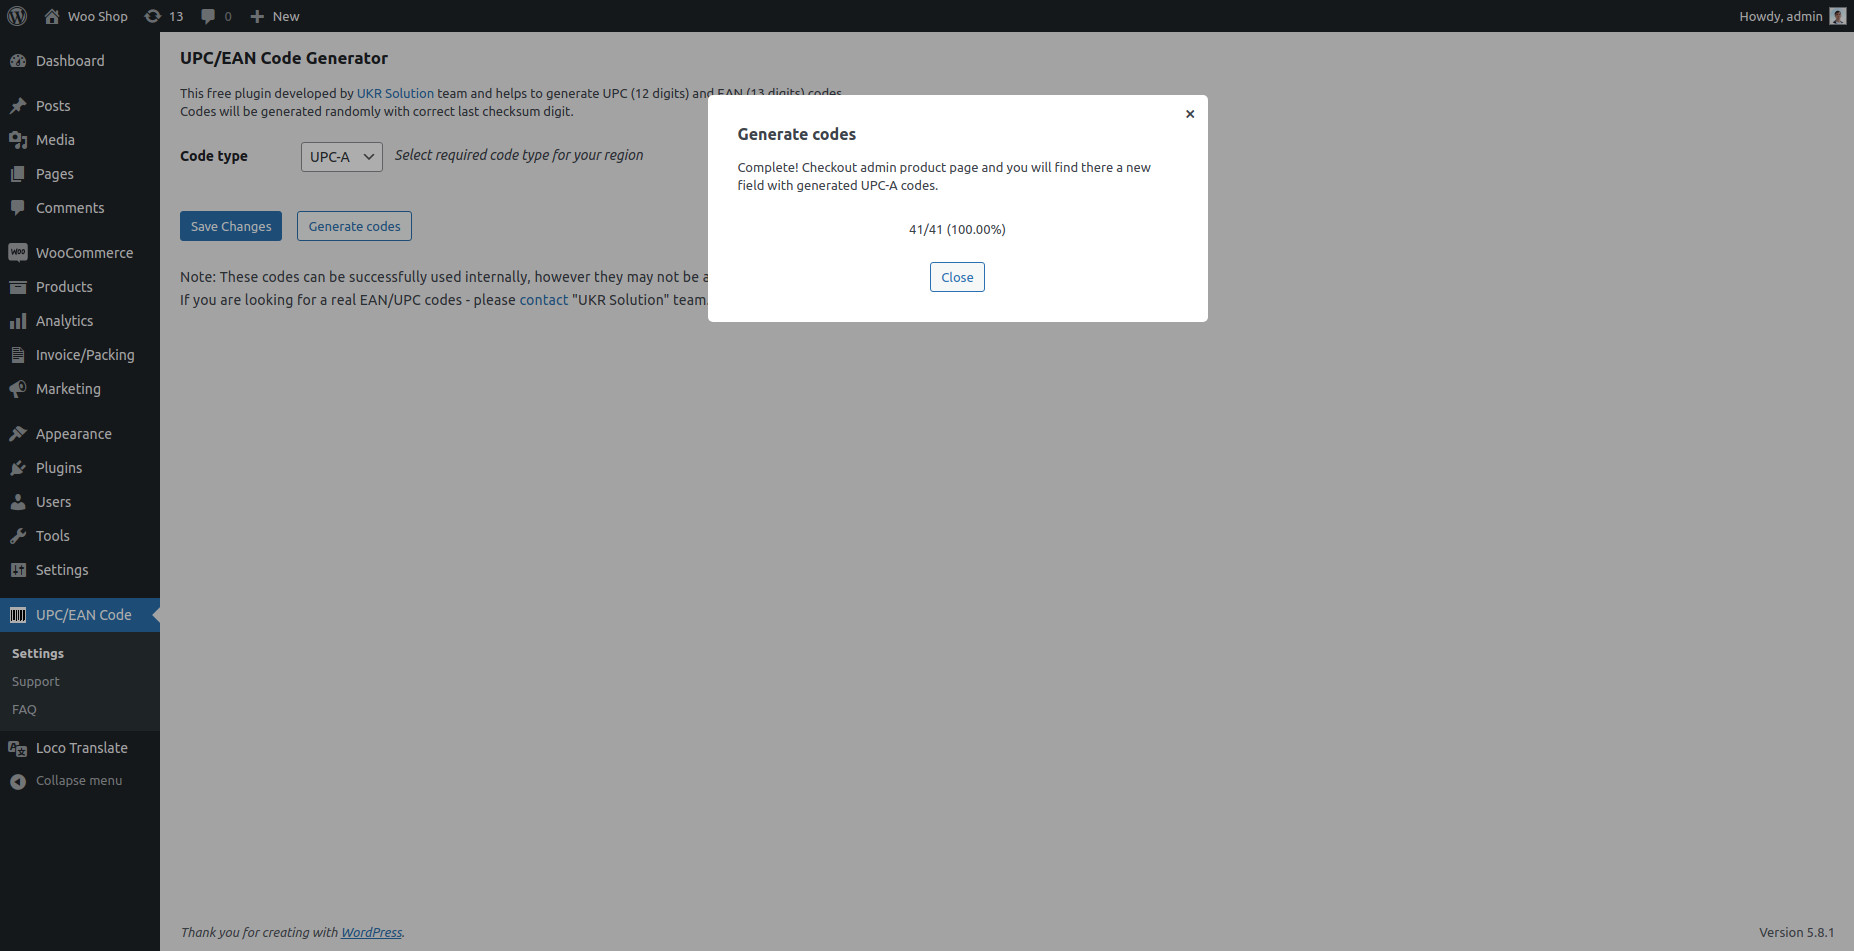 Woo Shop 13 0 New Howdy, admin
Dashboard
Posts
Media
Pages
Comments
WooCommerce
Products
Analytics
Invoice/Packing
Marketing
Appearance
Plugins
Users
Tools
Settings
UPC/EAN Code
Settings
Support
FAQ
Loco Translate
Collapse menu
UPC/EAN Code Generator
This free plugin developed by UKR Solution team and helps to generate UPC (12 digits) and EAN (13 digits) codes
Codes will be generated randomly with correct last checksum digit.
Code type UPC-A Select required code type for your region
Save Changes Generate codes
Note: These codes can be successfully used internally, however they may not be a
If you are looking for a real EAN/UPC codes - please contact "UKR Solution" team.
Generate codes
Complete! Checkout admin product page and you will find there a new
field with generated UPC-A codes.
41/41 (100.00%)
Close
Thank you for creating with WordPress.
Version 5.8.1